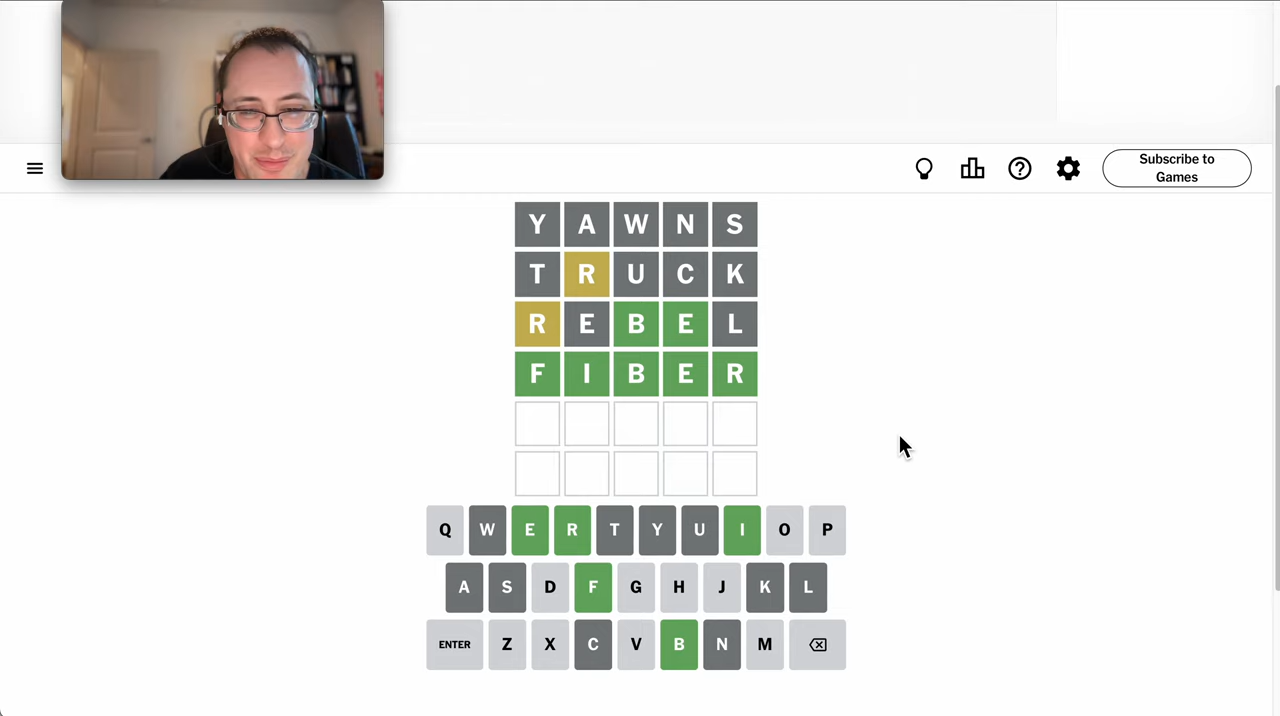 Subscribe to
Games
Y A W N S
T R U C K
R E B E L
F I B E R
Q W E R T Y U I O P
A S D F G H J K L
ENTER Z X C V B N M